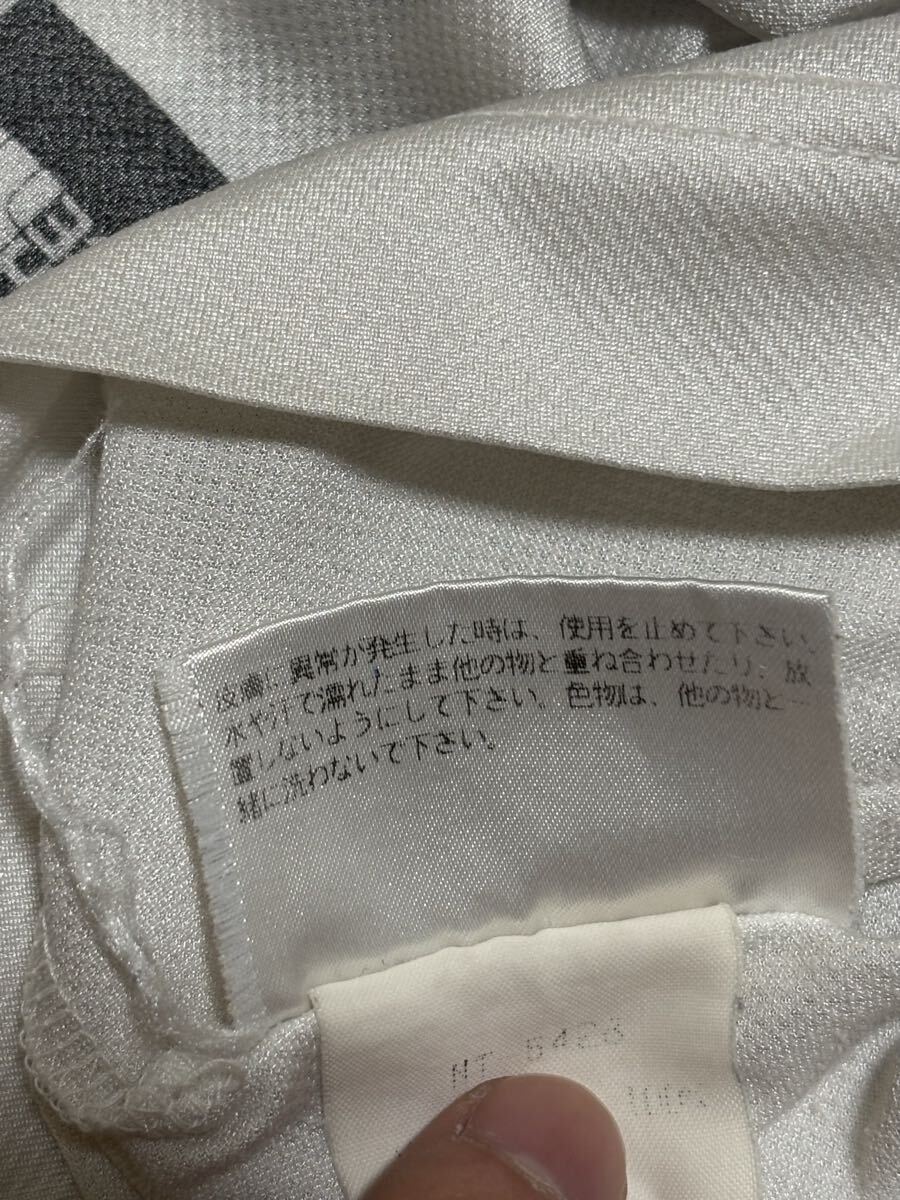 皮膚に異常が発生した時は、使用を止めて下さい。
水や汗で濡れたまま他の物と重ね合わせたり、放
置しないようにして下さい。色物は、他の物と一
緒に洗わないで下さい。
5423